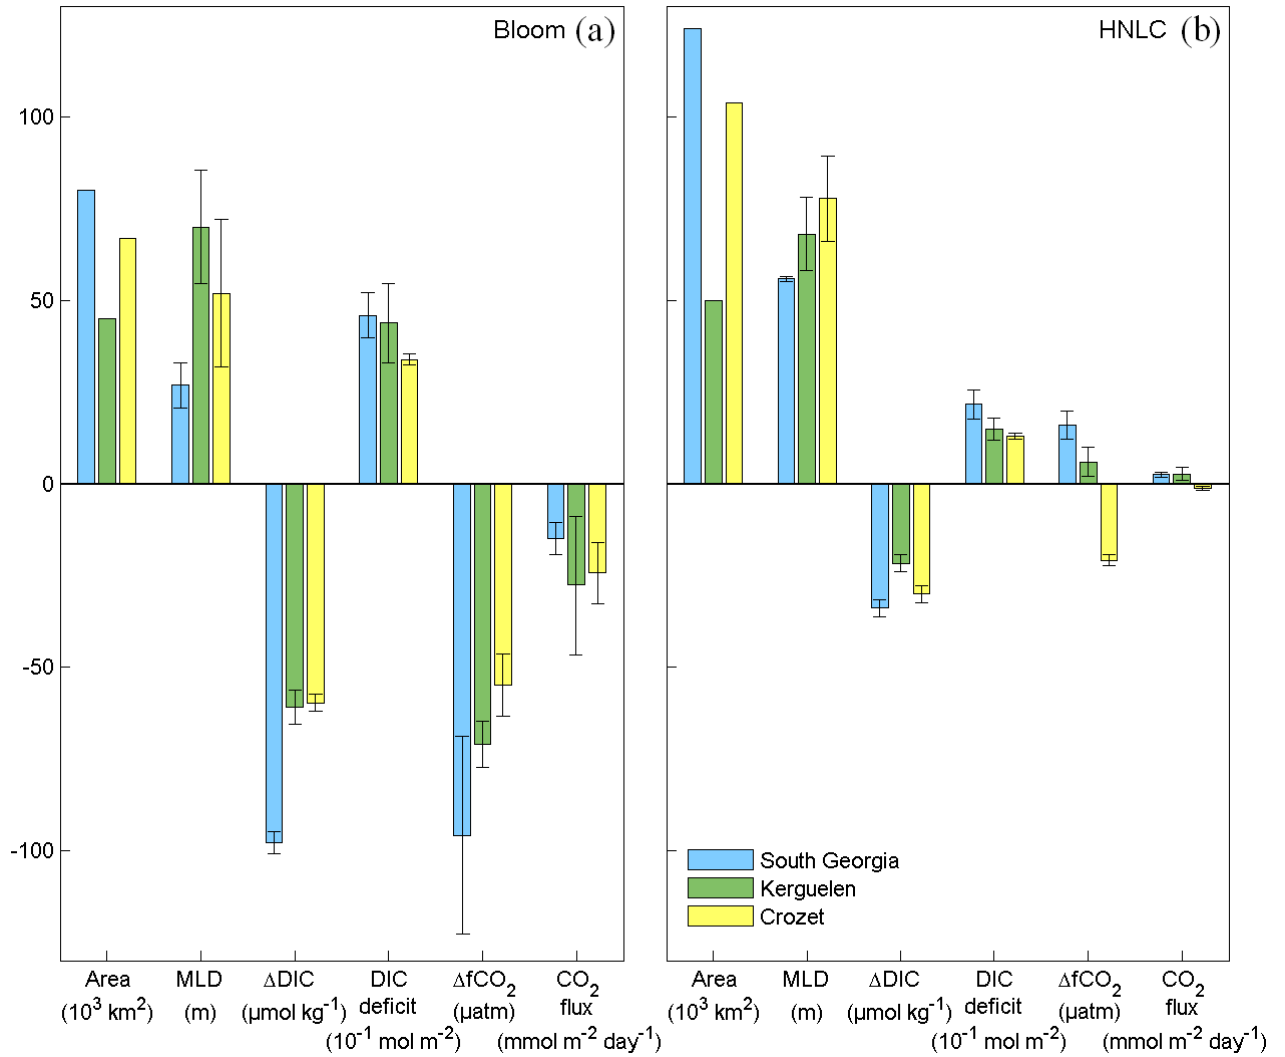 Bloom (a)
HNLC (b)
100
50
0
-50
-100
South Georgia
Kerguelen
Crozet
Area
(10³ km²)
MLD
(m)
ΔDIC
(µmol kg⁻¹)
DIC
deficit
(10⁻¹ mol m⁻²)
ΔfCO₂
(µatm)
CO₂
flux
(mmol m⁻² day⁻¹)
Area
(10³ km²)
MLD
(m)
ΔDIC
(µmol kg⁻¹)
DIC
deficit
(10⁻¹ mol m⁻²)
ΔfCO₂
(µatm)
CO₂
flux
(mmol m⁻² day⁻¹)